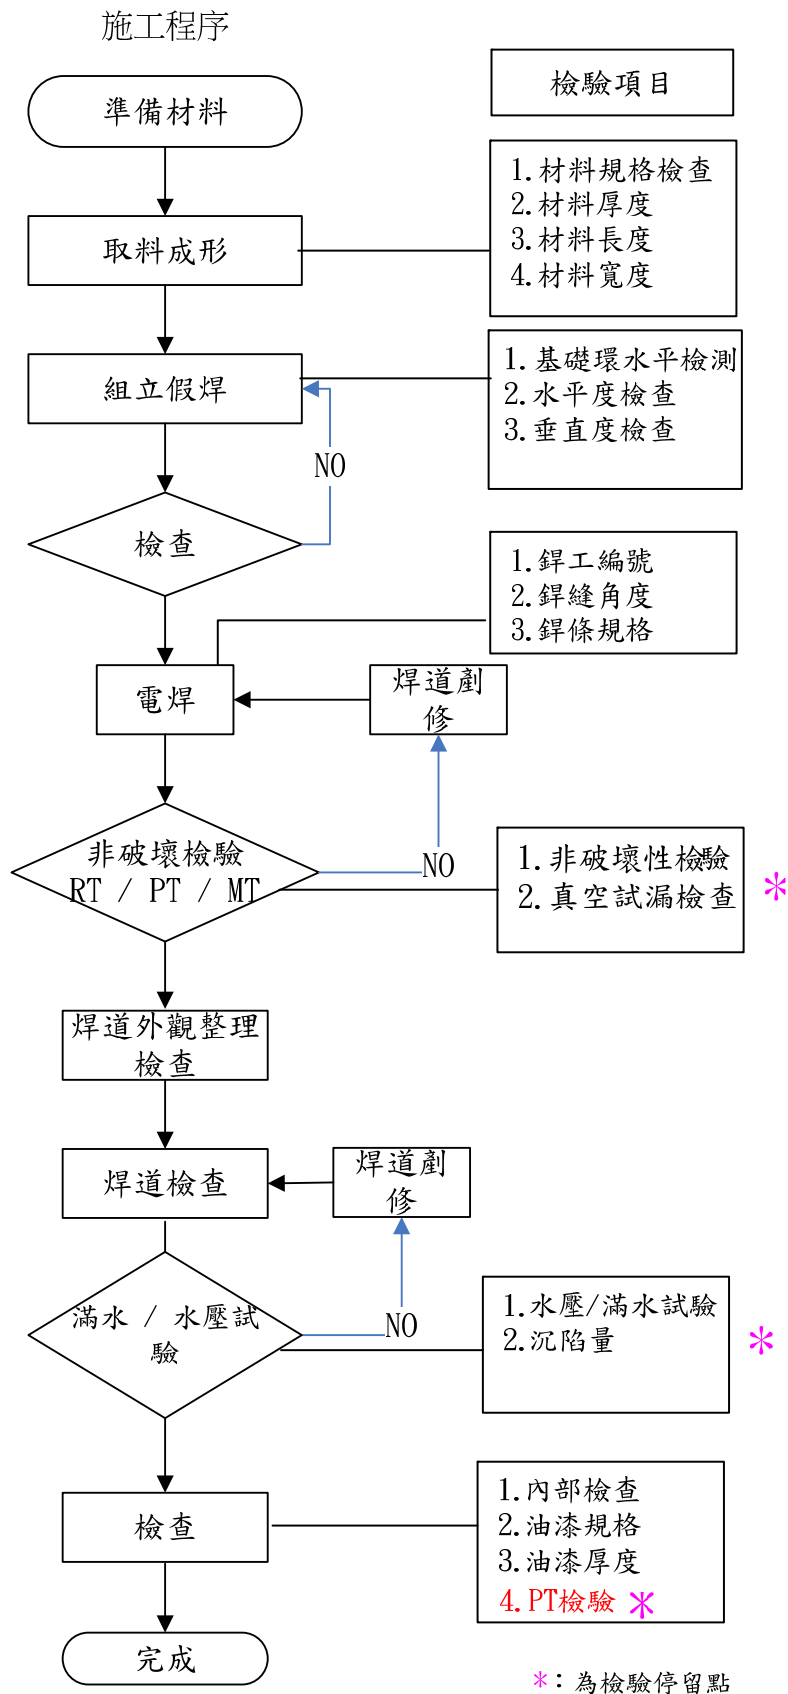 施工程序
檢驗項目
準備材料
取料成形
1.材料規格檢查
2.材料厚度
3.材料長度
4.材料寬度
組立假焊
1.基礎環水平檢測
2.水平度檢查
3.垂直度檢查
NO
檢查
1.銲工編號
2.銲縫角度
3.銲條規格
電焊
焊道剷
修
非破壞檢驗
RT / PT / MT
NO
1.非破壞性檢驗
2.真空試漏檢查
*
焊道外觀整理
檢查
焊道檢查
焊道剷
修
滿水 / 水壓試
驗
NO
1.水壓/滿水試驗
2.沉陷量
*
檢查
1.內部檢查
2.油漆規格
3.油漆厚度
4.PT檢驗 *
完成
*：為檢驗停留點